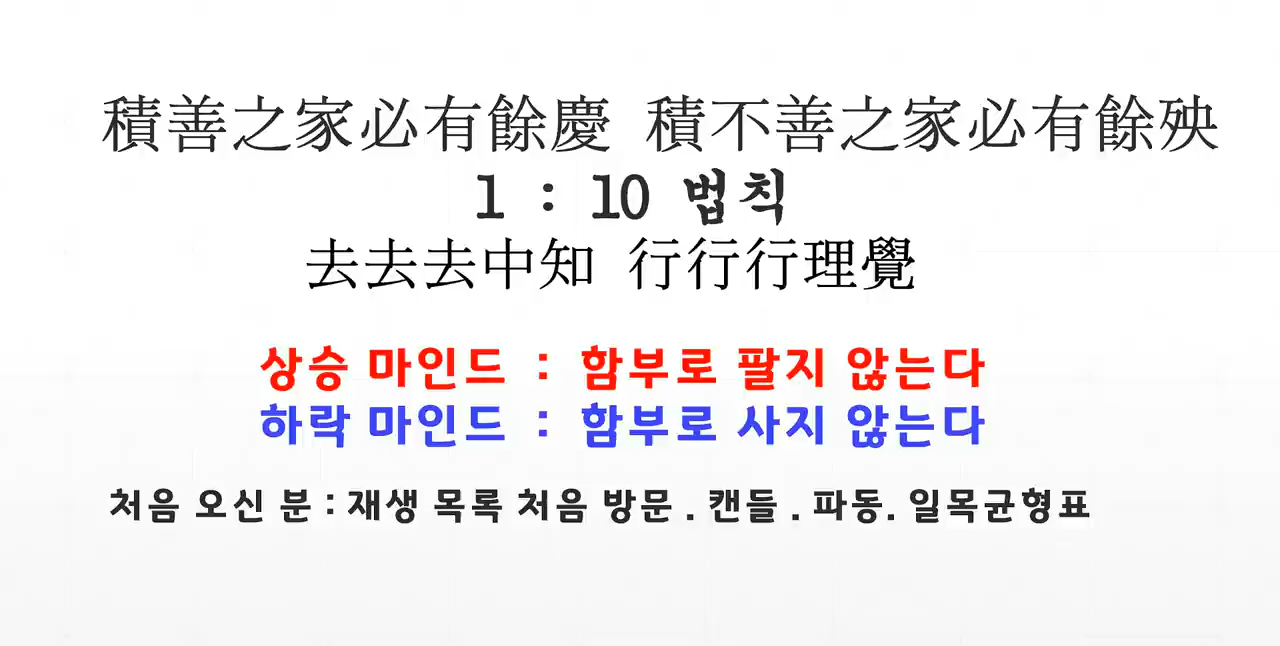 積善之家必有餘慶 積不善之家必有餘殃
1 : 10 법칙
去去去中知 行行行理覺
상승 마인드 : 함부로 팔지 않는다
하락 마인드 : 함부로 사지 않는다
처음 오신 분 : 재생 목록 처음 방문 . 캔들 . 파동. 일목균형표